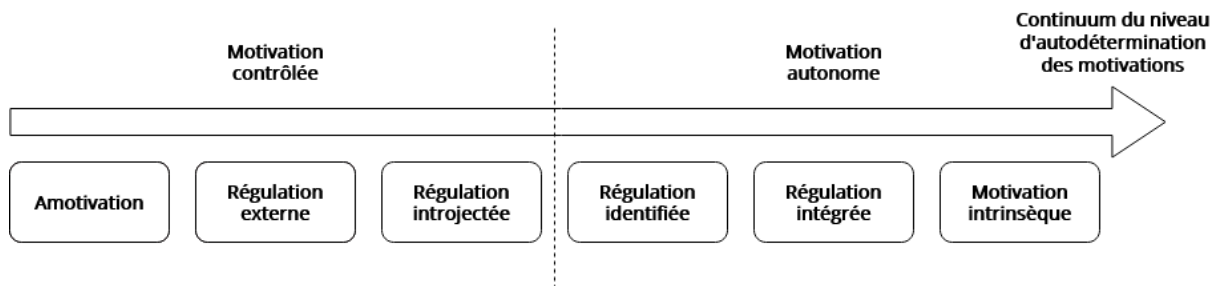 Motivation
contrôlée
Motivation
autonome
Continuum du niveau
d'autodétermination
des motivations
Amotivation
Régulation
externe
Régulation
introjectée
Régulation
identifiée
Régulation
intégrée
Motivation
intrinsèque